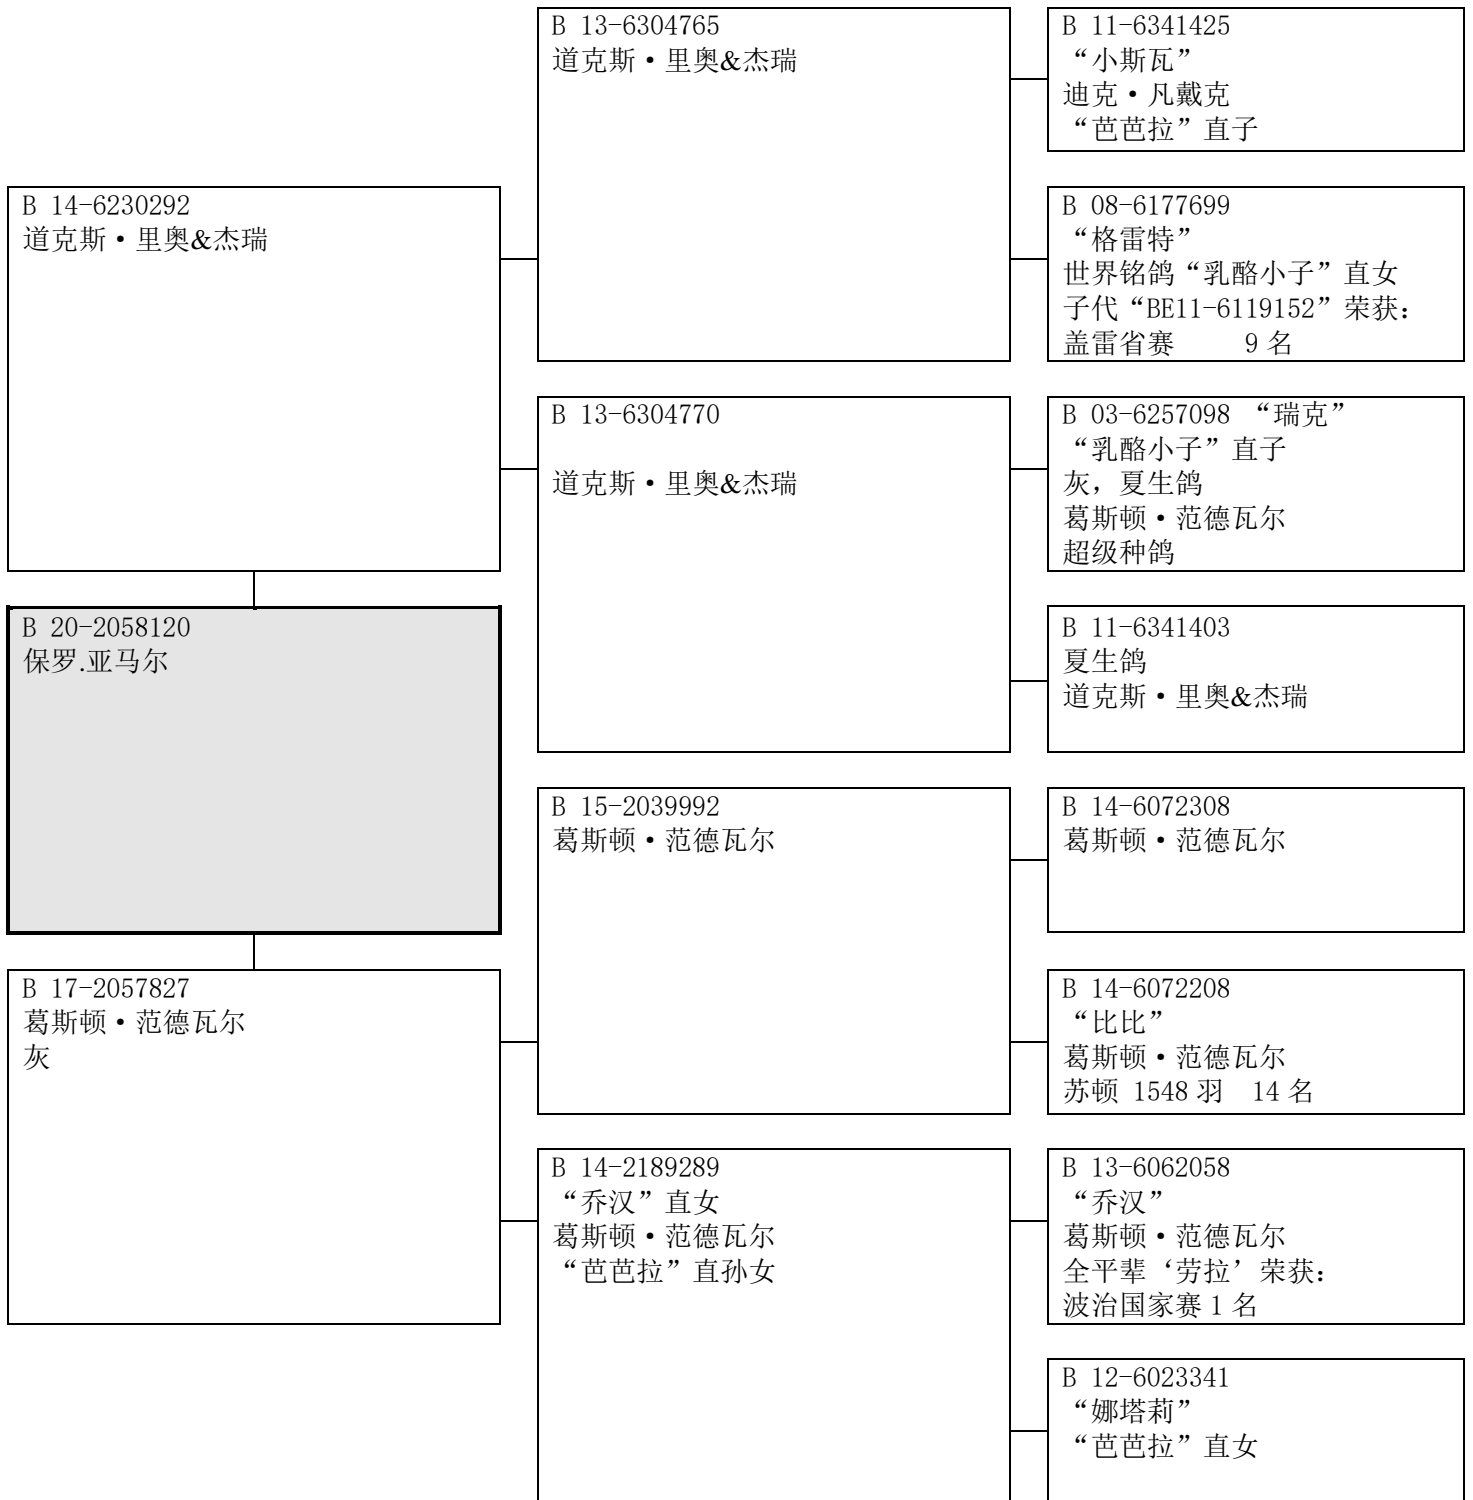 B 14-6230292
道克斯·里奥&杰瑞
B 20-2058120
保罗.亚马尔
B 17-2057827
葛斯顿·范德瓦尔
灰
B 13-6304765
道克斯·里奥&杰瑞
B 13-6304770
道克斯·里奥&杰瑞
B 15-2039992
葛斯顿·范德瓦尔
B 14-2189289
“乔汉”直女
葛斯顿·范德瓦尔
“芭芭拉”直孙女
B 11-6341425
“小斯瓦”
迪克·凡戴克
“芭芭拉”直子
B 08-6177699
“格雷特”
世界铭鸽“乳酪小子”直女
子代“BE11-6119152”荣获：
盖雷省赛 9 名
B 03-6257098 “瑞克”
“乳酪小子”直子
灰，夏生鸽
葛斯顿·范德瓦尔
超级种鸽
B 11-6341403
夏生鸽
道克斯·里奥&杰瑞
B 14-6072308
葛斯顿·范德瓦尔
B 14-6072208
“比比”
葛斯顿·范德瓦尔
苏顿 1548 羽 14 名
B 13-6062058
“乔汉”
葛斯顿·范德瓦尔
全平辈‘劳拉’荣获：
波治国家赛 1 名
B 12-6023341
“娜塔莉”
“芭芭拉”直女